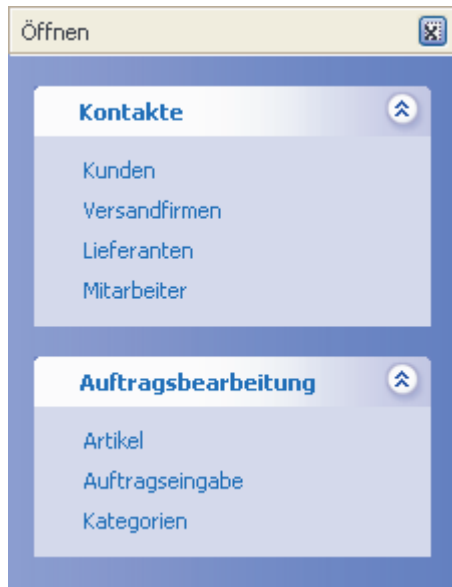 Öffnen
Kontakte
Kunden
Versandfirmen
Lieferanten
Mitarbeiter
Auftragsbearbeitung
Artikel
Auftragseingabe
Kategorien